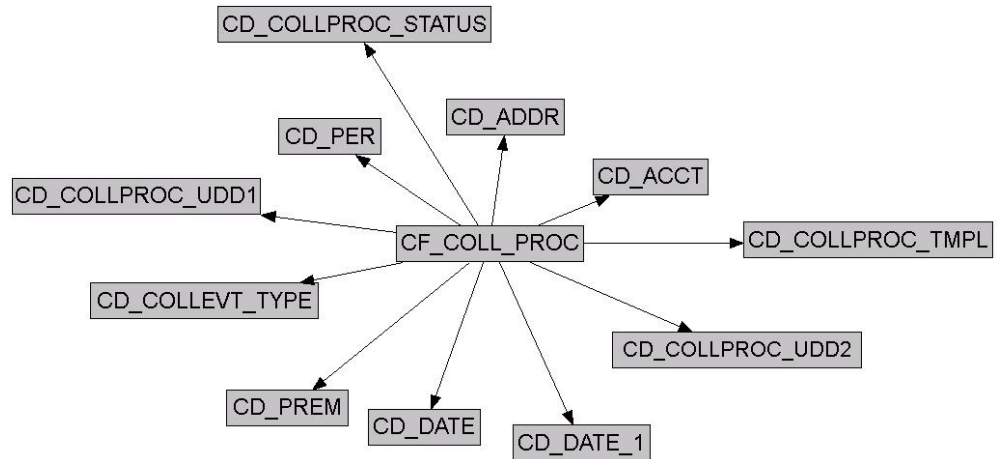 CD_COLLPROC_STATUS
CD_ADDR
CD_PER
CD_ACCT
CD_COLLPROC_UDD1
CF_COLL_PROC
CD_COLLPROC_TMPL
CD_COLLEVT_TYPE
CD_COLLPROC_UDD2
CD_PREM
CD_DATE
CD_DATE_1